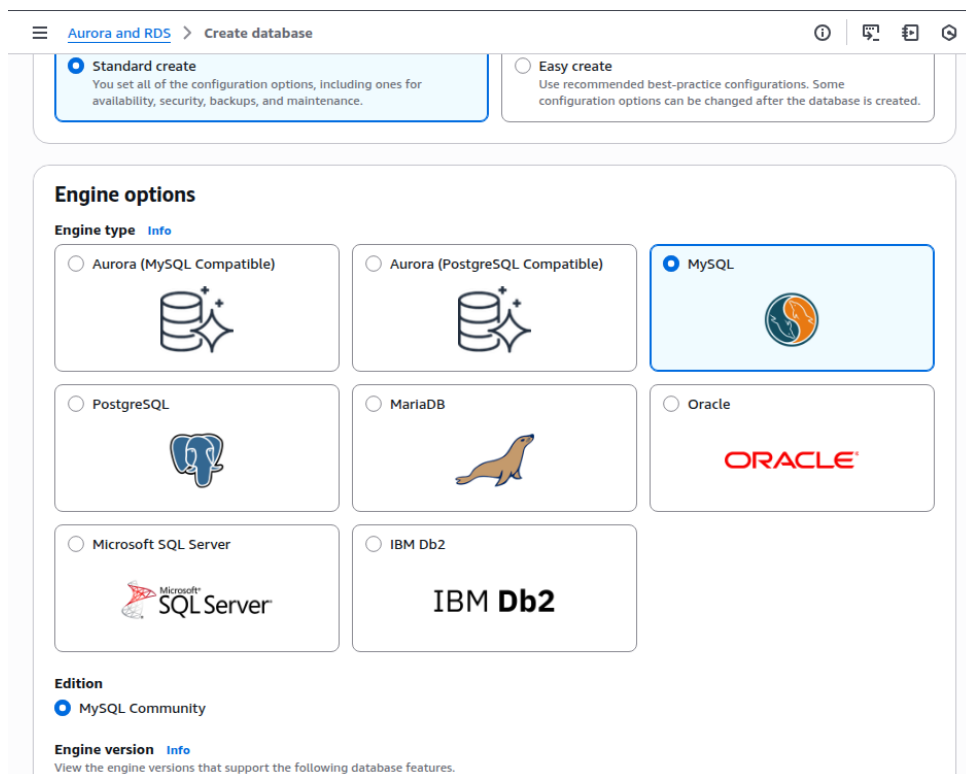 Aurora and RDS > Create database
Standard create
You set all of the configuration options, including ones for
availability, security, backups, and maintenance.
Easy create
Use recommended best-practice configurations. Some
configuration options can be changed after the database is created.
Engine options
Engine type Info
Aurora (MySQL Compatible)
Aurora (PostgreSQL Compatible)
MySQL
PostgreSQL
MariaDB
Oracle
ORACLE
Microsoft SQL Server
Microsoft
SQL Server
IBM Db2
IBM Db2
Edition
MySQL Community
Engine version Info
View the engine versions that support the following database features.